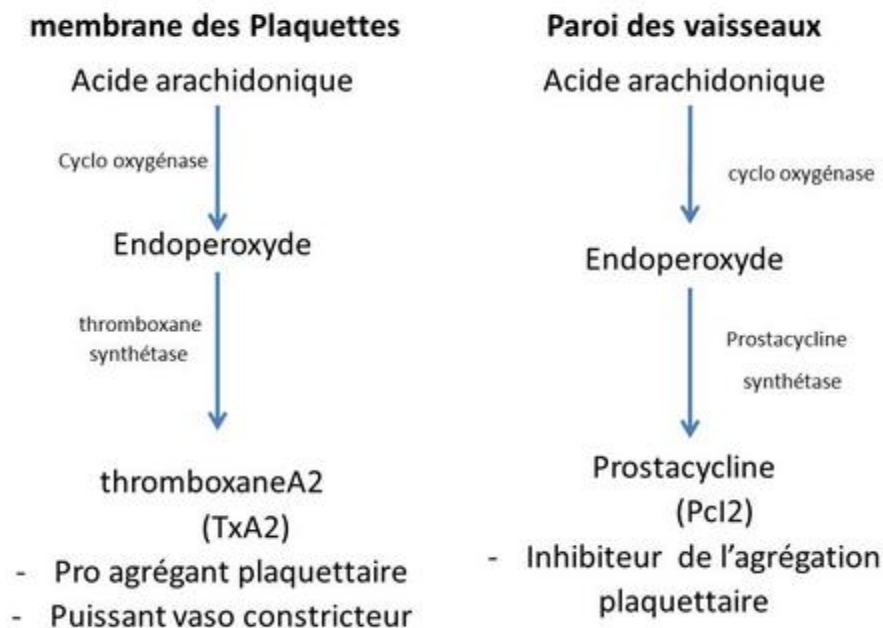 membrane des Plaquettes
Acide arachidonique
Cyclo oxygénase
Endoperoxyde
thromboxane
synthétase
thromboxaneA2
(TxA2)
- Pro agrégant plaquettaire
- Puissant vaso constricteur
Paroi des vaisseaux
Acide arachidonique
cyclo oxygénase
Endoperoxyde
Prostacycline
synthétase
Prostacycline
(PcI2)
- Inhibiteur de l'agrégation
plaquettaire